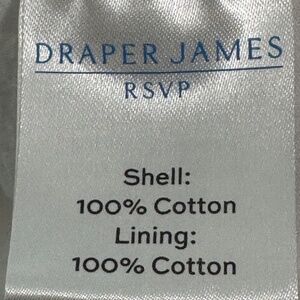 DRAPER JAMES
RSVP
Shell:
100% Cotton
Lining:
100% Cotton